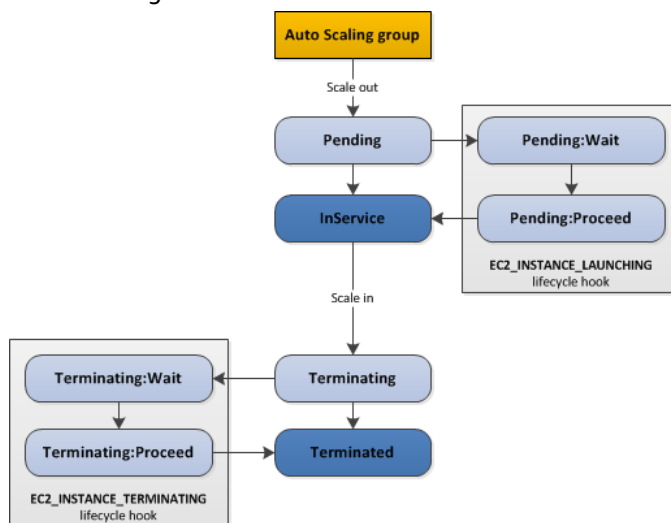 Auto Scaling group
Scale out
Pending
Pending:Wait
InService
Pending:Proceed
EC2_INSTANCE_LAUNCHING
lifecycle hook
Scale in
Terminating:Wait
Terminating
Terminating:Proceed
Terminated
EC2_INSTANCE_TERMINATING
lifecycle hook